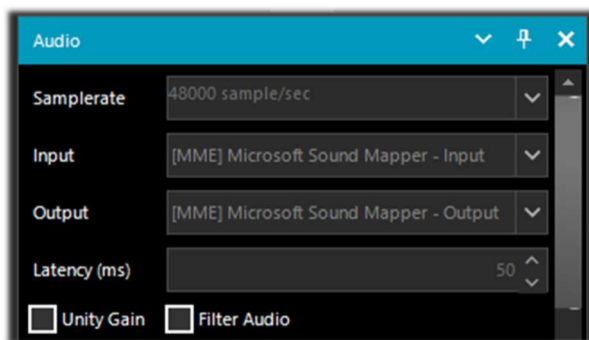 Audio
Samplerate 48000 sample/sec
Input [MME] Microsoft Sound Mapper - Input
Output [MME] Microsoft Sound Mapper - Output
Latency (ms) 50
Unity Gain Filter Audio